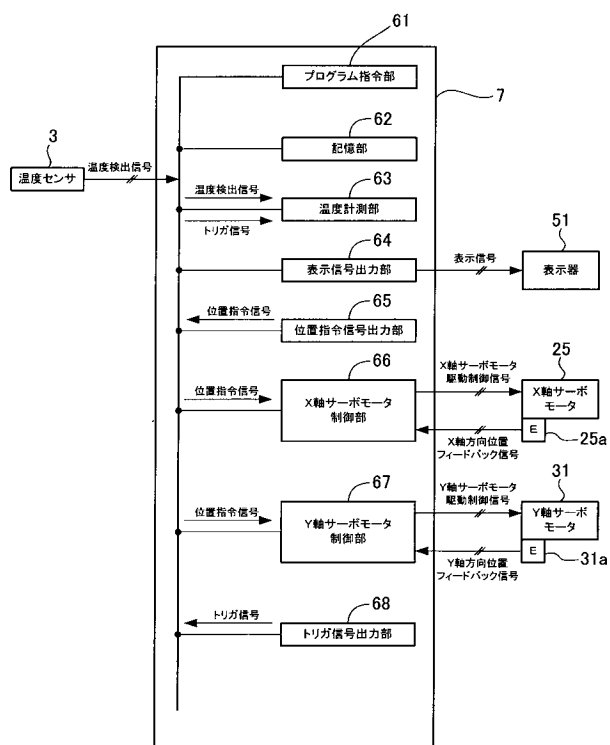 61
プログラム指令部
7
62
記憶部
3
温度センサ
温度検出信号
温度検出信号
63
温度計測部
トリガ信号
64
表示信号出力部
表示信号
51
表示器
位置指令信号
65
位置指令信号出力部
66
位置指令信号
X軸サーボモータ
制御部
X軸サーボモータ
駆動制御信号
25
X軸サーボ
モータ
E
25a
X軸方向位置
フィードバック信号
67
位置指令信号
Y軸サーボモータ
制御部
Y軸サーボモータ
駆動制御信号
31
Y軸サーボ
モータ
E
31a
Y軸方向位置
フィードバック信号
トリガ信号
68
トリガ信号出力部